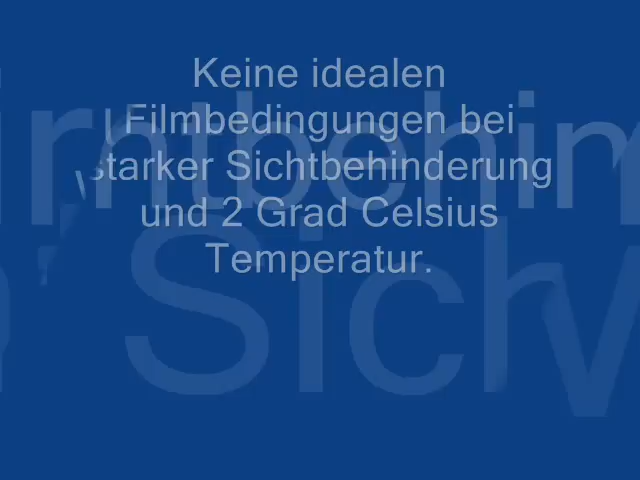 Keine idealen
Filmbedingungen bei
starker Sichtbehinderung
und 2 Grad Celsius
Temperatur.